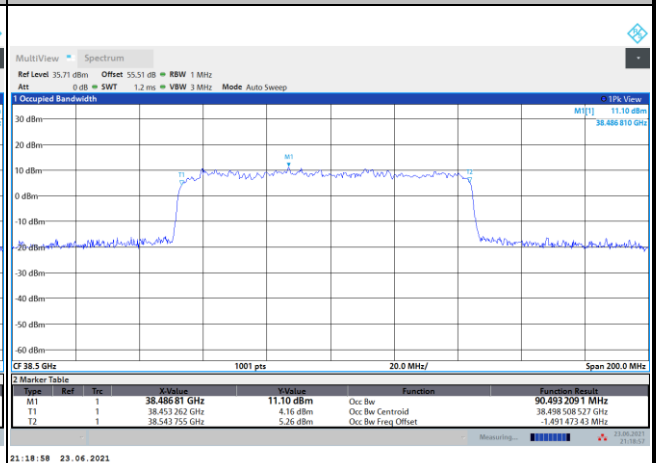 MultiView Spectrum
Ref Level 35.71 dBm Offset 55.51 dB RBW 1 MHz
Att 0 dB SWT 1.2 ms VBW 3 MHz Mode Auto Sweep
1 Occupied Bandwidth 1Pk View
M1[1] 11.10 dBm
38.486 810 GHz
30 dBm
20 dBm
M1
10 dBm
T1
T2
0 dBm
-10 dBm
-20 dBm
-30 dBm
-40 dBm
-50 dBm
-60 dBm
CF 38.5 GHz 1001 pts 20.0 MHz/ Span 200.0 MHz
2 Marker Table
Type Ref Trc X-Value Y-Value Function Function Result
M1 1 38.486 81 GHz 11.10 dBm Occ Bw 90.493 209 1 MHz
T1 1 38.453 262 GHz 4.16 dBm Occ Bw Centroid 38.498 508 527 GHz
T2 1 38.543 755 GHz 5.26 dBm Occ Bw Freq Offset -1.491 473 43 MHz
Measuring... 23.06.2021
21:18:57
21:18:58 23.06.2021